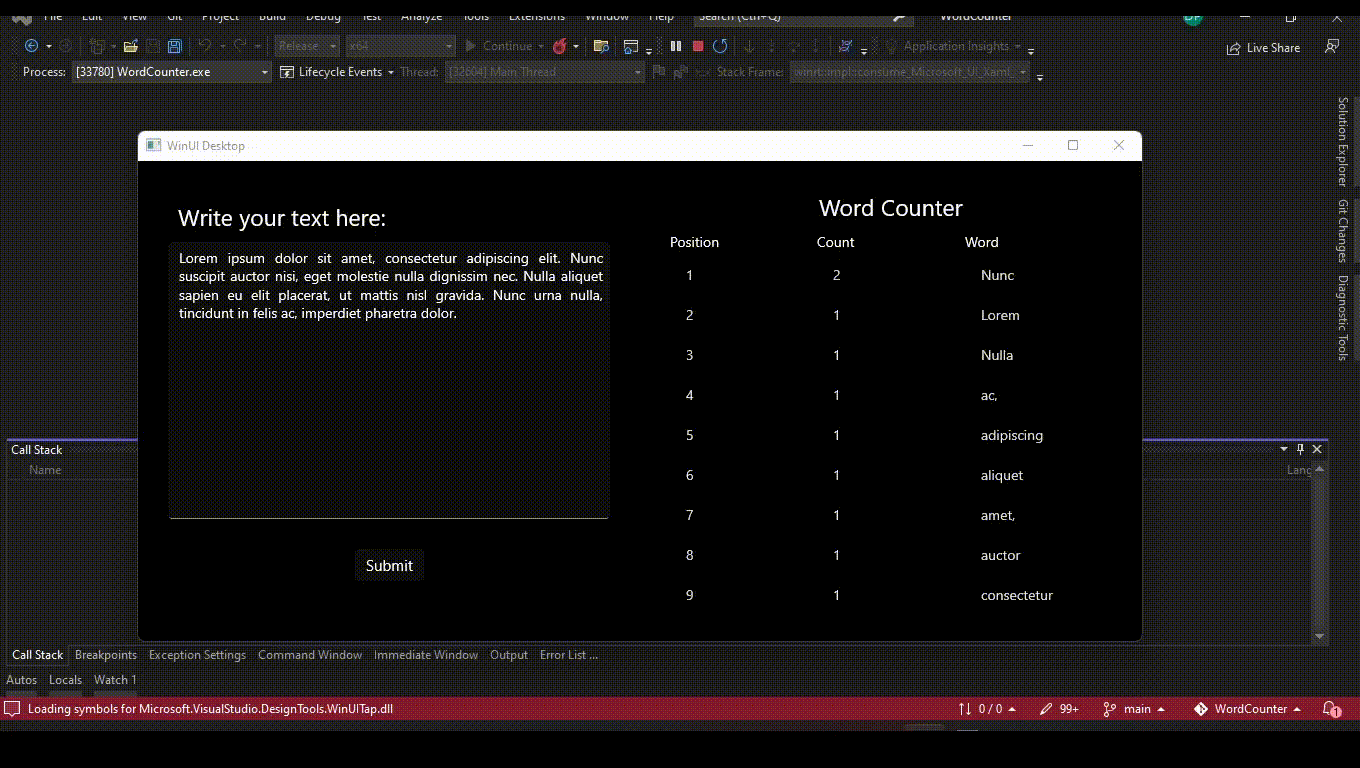 File Edit View Git Project Build Debug Test Analyze Tools Extensions Window Help Search (Ctrl+Q) WordCounter DP
Release x64 Continue Application Insights Live Share
Process: [33780] WordCounter.exe Lifecycle Events Thread: [32604] Main Thread Stack Frame: winrt::impl::consume_Microsoft_UI_Xaml_
Solution Explorer
Git Changes
Diagnostic Tools
WinUI Desktop
Write your text here:
Lorem ipsum dolor sit amet, consectetur adipiscing elit. Nunc
suscipit auctor nisi, eget molestie nulla dignissim nec. Nulla aliquet
sapien eu elit placerat, ut mattis nisl gravida. Nunc urna nulla,
tincidunt in felis ac, imperdiet pharetra dolor.
Submit
Word Counter
Position Count Word
1 2 Nunc
2 1 Lorem
3 1 Nulla
4 1 ac,
5 1 adipiscing
6 1 aliquet
7 1 amet,
8 1 auctor
9 1 consectetur
Call Stack
Name Lang
Call Stack Breakpoints Exception Settings Command Window Immediate Window Output Error List ...
Autos Locals Watch 1
Loading symbols for Microsoft.VisualStudio.DesignTools.WinUITap.dll 0 / 0 99+ main WordCounter 1